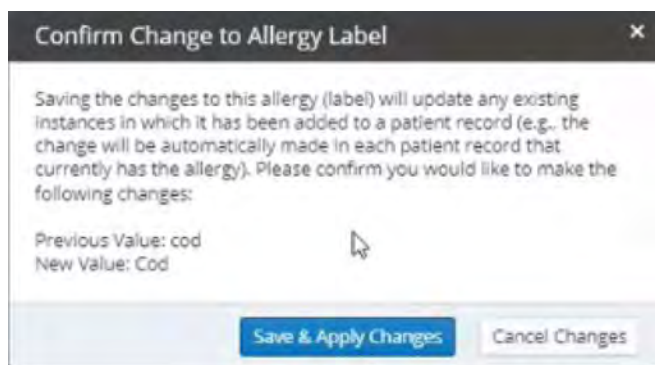 Confirm Change to Allergy Label ×
Saving the changes to this allergy (label) will update any existing
instances in which it has been added to a patient record (e.g., the
change will be automatically made in each patient record that
currently has the allergy). Please confirm you would like to make the
following changes:
Previous Value: cod
New Value: Cod
Save & Apply Changes Cancel Changes